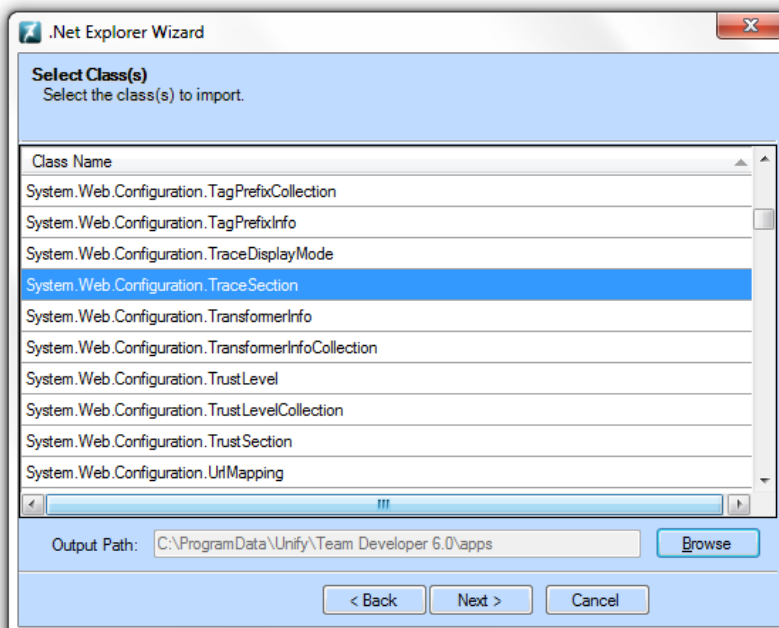 .Net Explorer Wizard
Select Class(s)
Select the class(s) to import.
Class Name
System.Web.Configuration.TagPrefixCollection
System.Web.Configuration.TagPrefixInfo
System.Web.Configuration.TraceDisplayMode
System.Web.Configuration.TraceSection
System.Web.Configuration.TransformerInfo
System.Web.Configuration.TransformerInfoCollection
System.Web.Configuration.TrustLevel
System.Web.Configuration.TrustLevelCollection
System.Web.Configuration.TrustSection
System.Web.Configuration.UrlMapping
Output Path: C:\ProgramData\Unify\Team Developer 6.0\apps Browse
< Back Next > Cancel